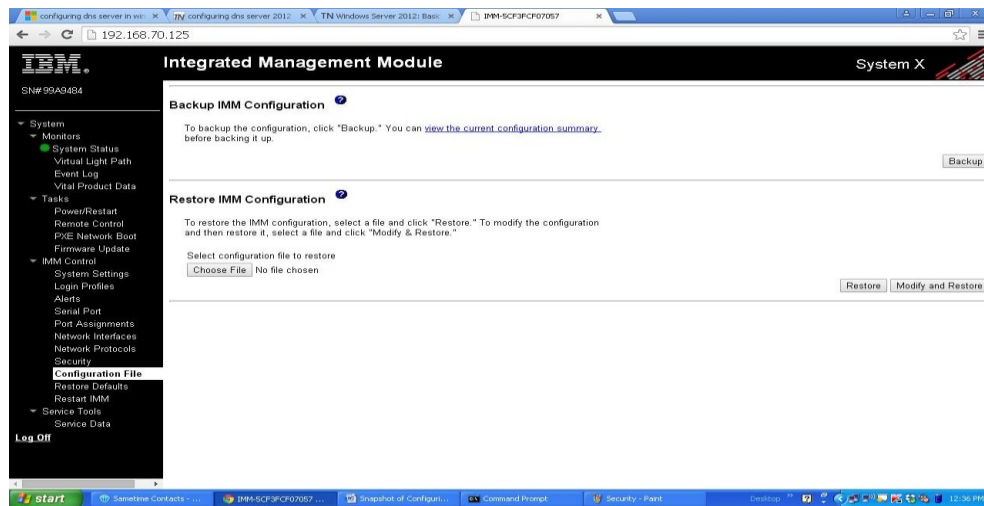 configuring dns server in win
configuring dns server 2012
TN Windows Server 2012: Basic
IMM-5CF3FCF07057
192.168.70.125
IBM.
Integrated Management Module
System X
SN# 99A9484
System
Monitors
System Status
Virtual Light Path
Event Log
Vital Product Data
Tasks
Power/Restart
Remote Control
PXE Network Boot
Firmware Update
IMM Control
System Settings
Login Profiles
Alerts
Serial Port
Port Assignments
Network Interfaces
Network Protocols
Security
Configuration File
Restore Defaults
Restart IMM
Service Tools
Service Data
Log Off
Backup IMM Configuration
To backup the configuration, click "Backup." You can view the current configuration summary
before backing it up.
Backup
Restore IMM Configuration
To restore the IMM configuration, select a file and click "Restore." To modify the configuration
and then restore it, select a file and click "Modify & Restore."
Select configuration file to restore
Choose File No file chosen
Restore Modify and Restore
start
Sametime Contacts - ...
IMM-5CF3FCF07057 ...
Snapshot of Configuri...
Command Prompt
Security - Paint
Desktop
12:36 PM